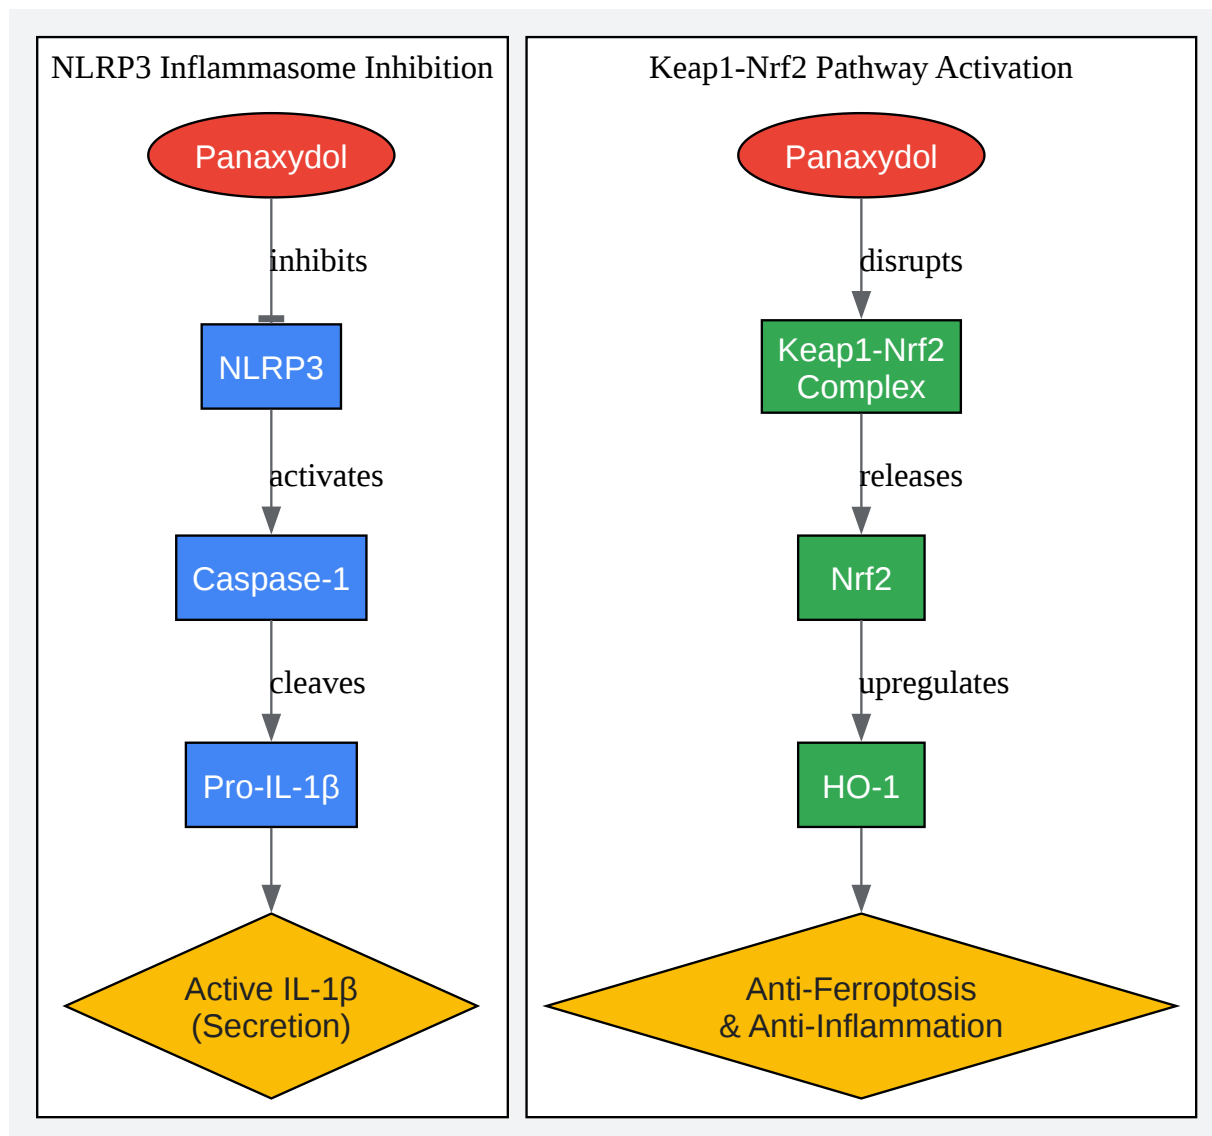 NLRP3 Inflammasome Inhibition
Panaxydol
inhibits
NLRP3
activates
Caspase-1
cleaves
Pro-IL-1β
Active IL-1β
(Secretion)
Keap1-Nrf2 Pathway Activation
Panaxydol
disrupts
Keap1-Nrf2
Complex
releases
Nrf2
upregulates
HO-1
Anti-Ferroptosis
& Anti-Inflammation